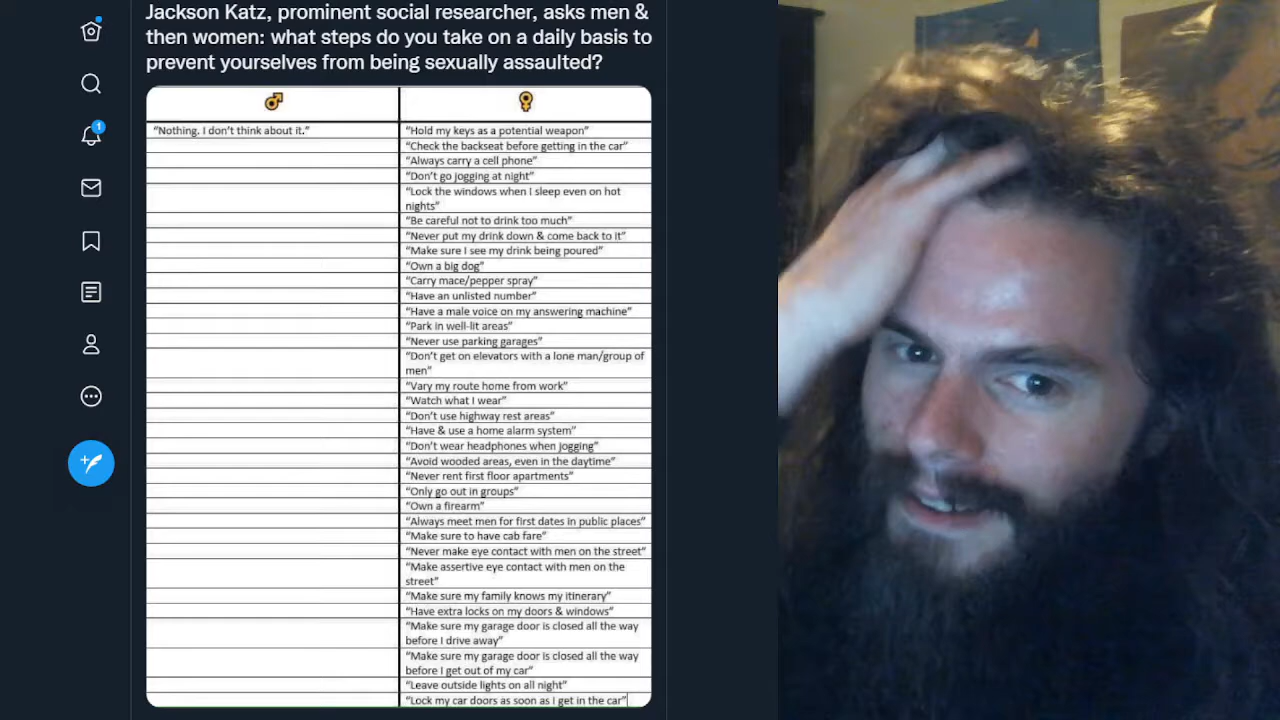 Jackson Katz, prominent social researcher, asks men &
then women: what steps do you take on a daily basis to
prevent yourselves from being sexually assaulted?
1
"Nothing. I don't think about it."
"Hold my keys as a potential weapon"
"Check the backseat before getting in the car"
"Always carry a cell phone"
"Don't go jogging at night"
"Lock the windows when I sleep even on hot
nights"
"Be careful not to drink too much"
"Never put my drink down & come back to it"
"Make sure I see my drink being poured"
"Own a big dog"
"Carry mace/pepper spray"
"Have an unlisted number"
"Have a male voice on my answering machine"
"Park in well-lit areas"
"Never use parking garages"
"Don't get on elevators with a lone man/group of
men"
"Vary my route home from work"
"Watch what I wear"
"Don't use highway rest areas"
"Have & use a home alarm system"
"Don't wear headphones when jogging"
"Avoid wooded areas, even in the daytime"
"Never rent first floor apartments"
"Only go out in groups"
"Own a firearm"
"Always meet men for first dates in public places"
"Make sure to have cab fare"
"Never make eye contact with men on the street"
"Make assertive eye contact with men on the
street"
"Make sure my family knows my itinerary"
"Have extra locks on my doors & windows"
"Make sure my garage door is closed all the way
before I drive away"
"Make sure my garage door is closed all the way
before I get out of my car"
"Leave outside lights on all night"
"Lock my car doors as soon as I get in the car"